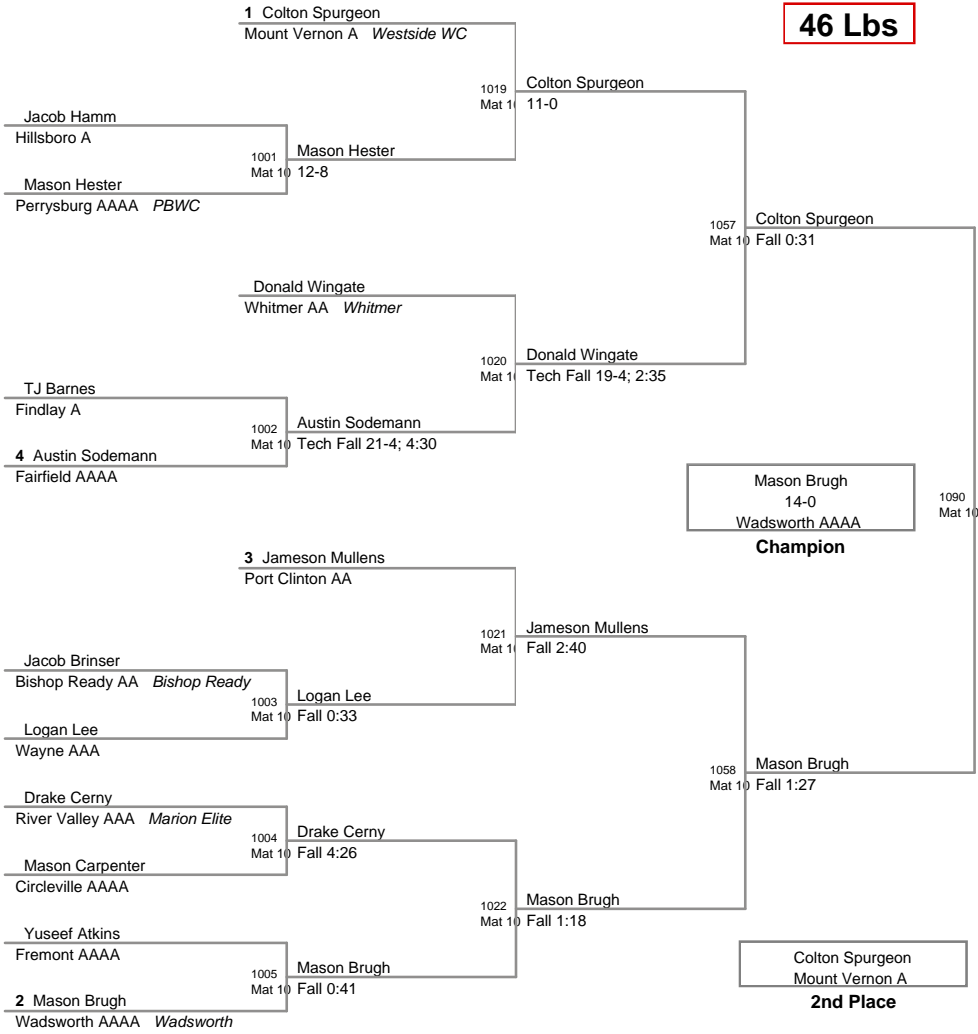 1 Colton Spurgeon
46 Lbs
Mount Vernon A Westside WC
1019 Colton Spurgeon
Mat 10 11-0
Jacob Hamm
Hillsboro A
1001 Mason Hester
Mat 10 12-8
Mason Hester
Perrysburg AAAA PBWC
1057 Colton Spurgeon
Mat 10 Fall 0:31
Donald Wingate
Whitmer AA Whitmer
1020 Donald Wingate
Mat 10 Tech Fall 19-4; 2:35
TJ Barnes
Findlay A
1002 Austin Sodemann
Mat 10 Tech Fall 21-4; 4:30
4 Austin Sodemann
Fairfield AAAA
Mason Brugh
14-0
Wadsworth AAAA
Champion
1090
Mat 10
3 Jameson Mullens
Port Clinton AA
1021 Jameson Mullens
Mat 10 Fall 2:40
Jacob Brinser
Bishop Ready AA Bishop Ready
1003 Logan Lee
Mat 10 Fall 0:33
Logan Lee
Wayne AAA
1058 Mason Brugh
Mat 10 Fall 1:27
Drake Cerny
River Valley AAA Marion Elite
1004 Drake Cerny
Mat 10 Fall 4:26
Mason Carpenter
Circleville AAAA
1022 Mason Brugh
Mat 10 Fall 1:18
Yuseef Atkins
Fremont AAAA
1005 Mason Brugh
Mat 10 Fall 0:41
2 Mason Brugh
Wadsworth AAAA Wadsworth
Colton Spurgeon
Mount Vernon A
2nd Place